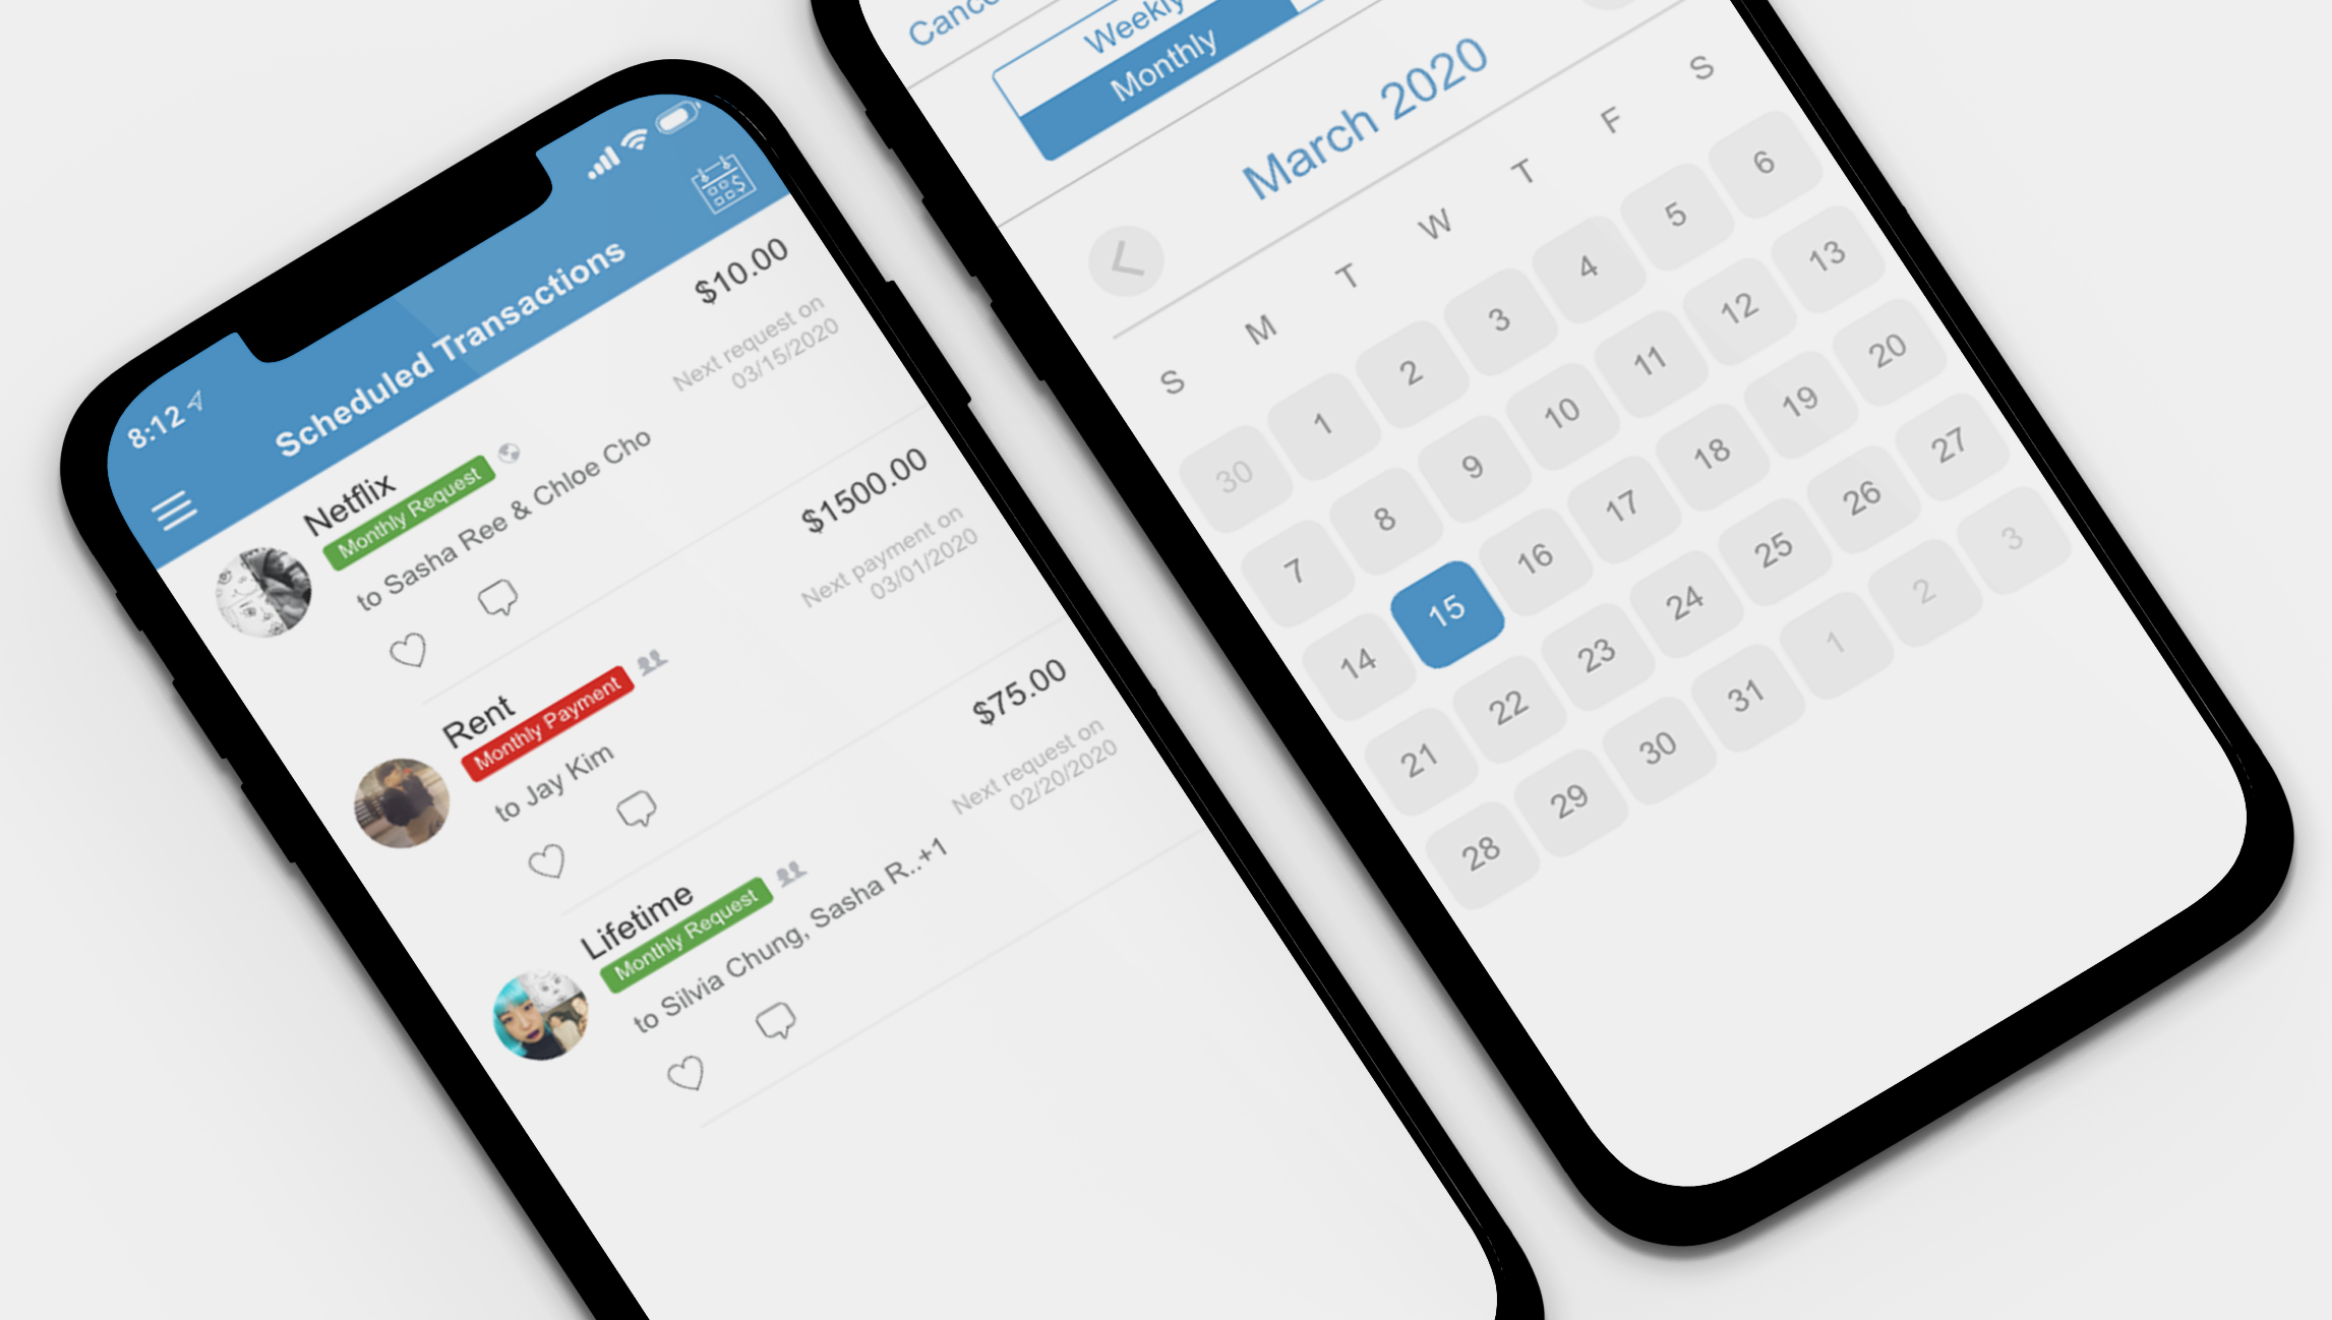 8:12
Scheduled Transactions
Netflix
$10.00
Monthly Request
Next request on
03/15/2020
to Sasha Ree & Chloe Cho
Rent
$1500.00
Monthly Payment
Next payment on
03/01/2020
to Jay Kim
Lifetime
$75.00
Monthly Request
Next request on
02/20/2020
to Silvia Chung, Sasha R..+1
Cance
Weekly
Monthly
March 2020
S M T W T F S
30 1 2 3 4 5 6
7 8 9 10 11 12 13
14 15 16 17 18 19 20
21 22 23 24 25 26 27
28 29 30 31 1 2 3